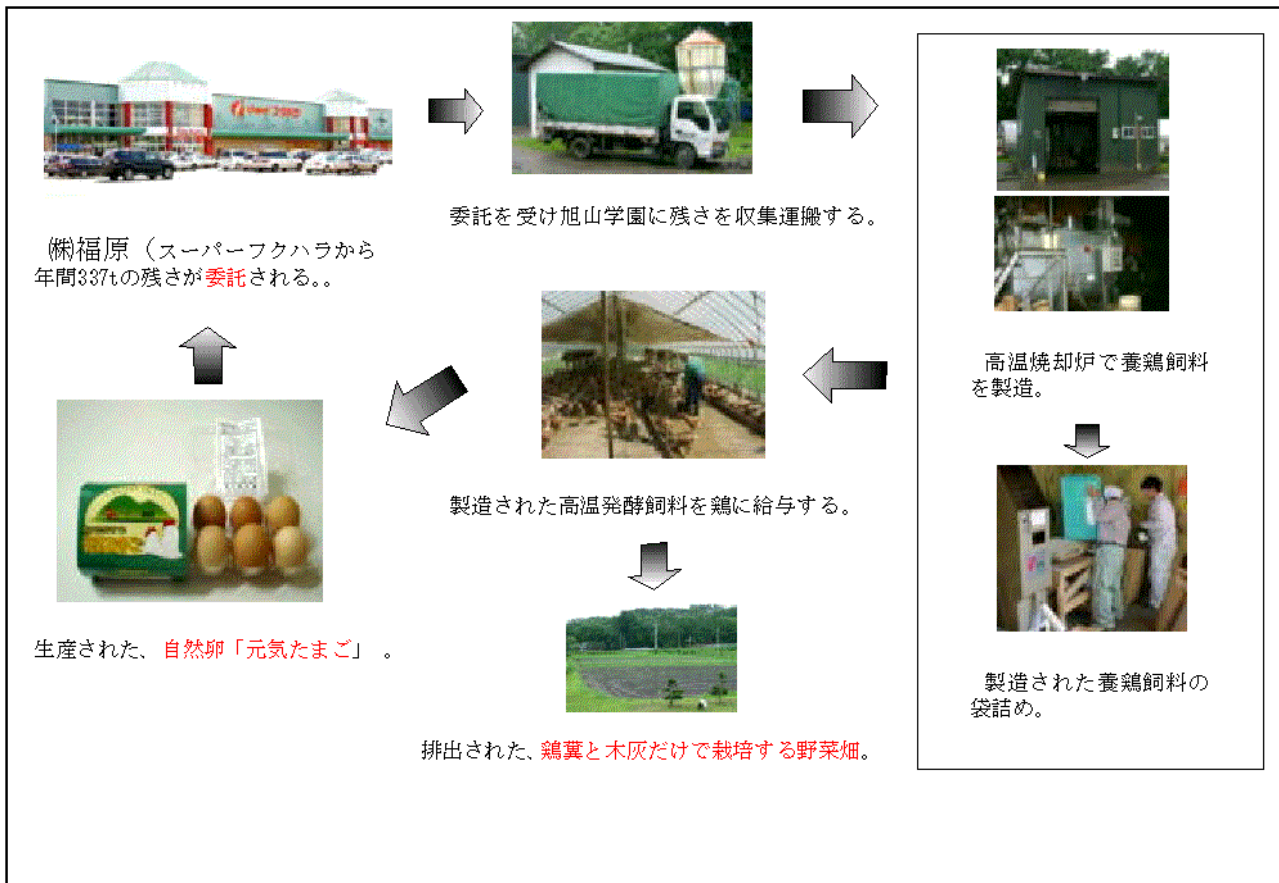 ㈱福原（スーパーフクハラから
年間337tの残さが委託される。。
委託を受け旭山学園に残さを収集運搬する。
高温焼却炉で養鶏飼料
を製造。
製造された養鶏飼料の
袋詰め。
製造された高温発酵飼料を鶏に給与する。
排出された、鶏糞と木灰だけで栽培する野菜畑。
生産された、自然卵「元気たまご」 。